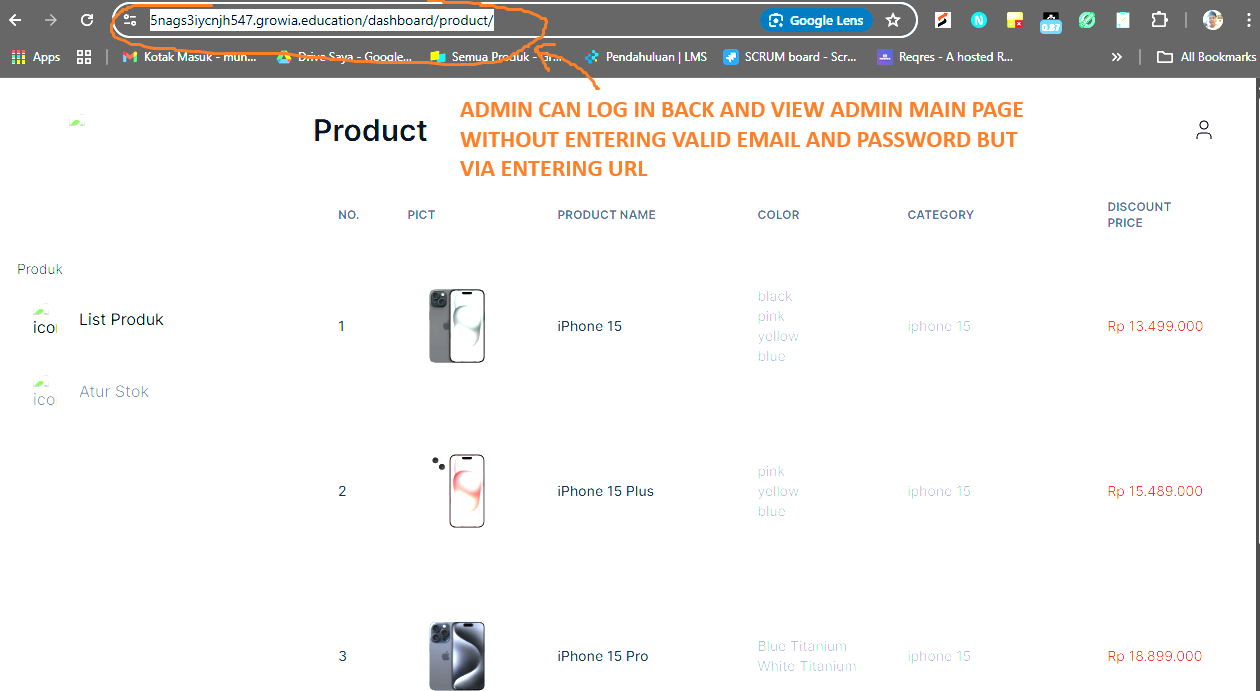 5nags3iycnjh547.growia.education/dashboard/product/
Google Lens
0.87
Apps
Kotak Masuk - mun...
Drive Saya - Google...
Semua Produk - Gr...
Pendahuluan | LMS
SCRUM board - Scr...
Reqres - A hosted R...
»
All Bookmarks
Product
ADMIN CAN LOG IN BACK AND VIEW ADMIN MAIN PAGE
WITHOUT ENTERING VALID EMAIL AND PASSWORD BUT
VIA ENTERING URL
NO.
PICT
PRODUCT NAME
COLOR
CATEGORY
DISCOUNT
PRICE
Produk
icon
List Produk
icon
Atur Stok
1
iPhone 15
black
pink
yellow
blue
iphone 15
Rp 13.499.000
2
iPhone 15 Plus
pink
yellow
blue
iphone 15
Rp 15.489.000
3
iPhone 15 Pro
Blue Titanium
White Titanium
iphone 15
Rp 18.899.000